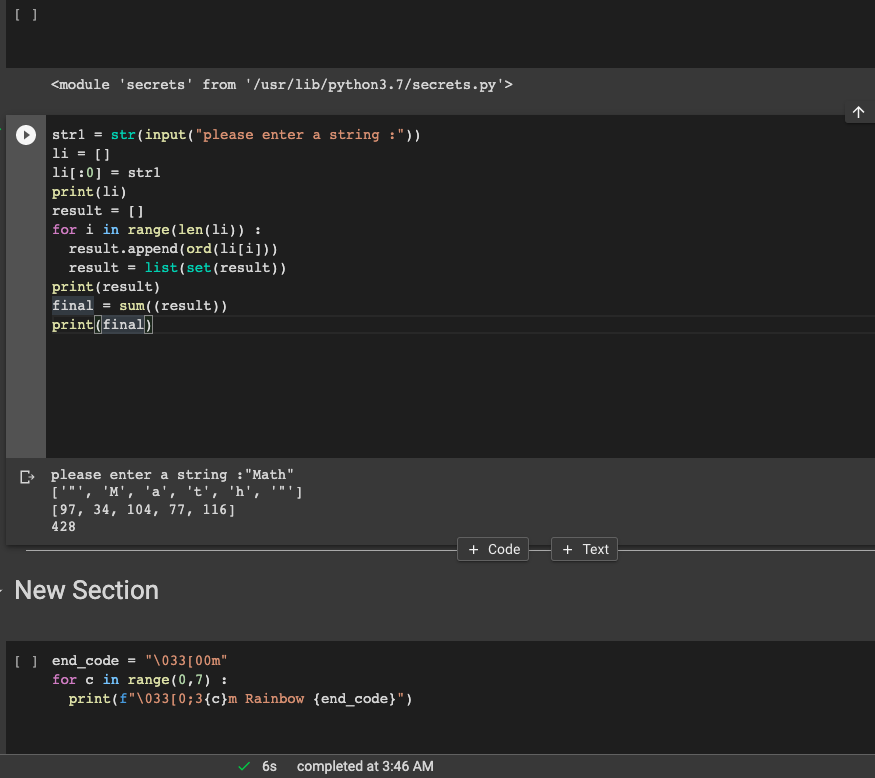 [ ]
<module 'secrets' from '/usr/lib/python3.7/secrets.py'>
str1 = str(input("please enter a string :"))
li = []
li[:0] = str1
print(li)
result = []
for i in range(len(li)) :
  result.append(ord(li[i]))
  result = list(set(result))
print(result)
final = sum((result))
print(final)
please enter a string :"Math"
['"', 'M', 'a', 't', 'h', '"']
[97, 34, 104, 77, 116]
428
+ Code + Text
New Section
[ ] end_code = "\033[00m"
for c in range(0,7) :
  print(f"\033[0;3{c}m Rainbow {end_code}")
6s completed at 3:46 AM